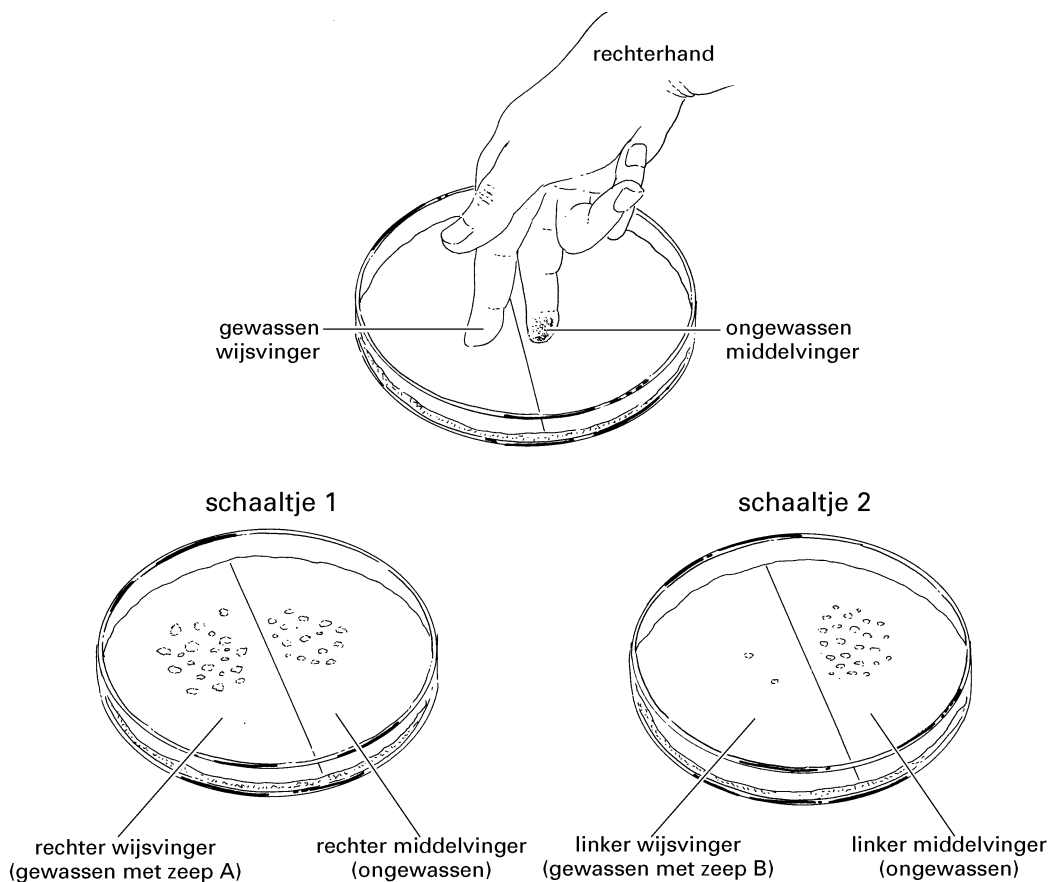 rechterhand
gewassen
wijsvinger
ongewassen
middelvinger
schaaltje 1
schaaltje 2
rechter wijsvinger
(gewassen met zeep A)
rechter middelvinger
(ongewassen)
linker wijsvinger
(gewassen met zeep B)
linker middelvinger
(ongewassen)